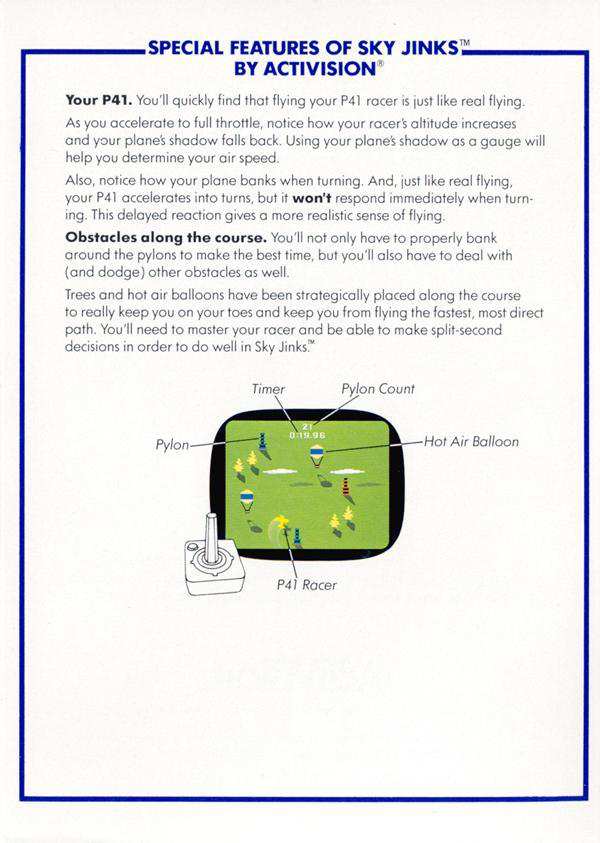 SPECIAL FEATURES OF SKY JINKS™
BY ACTIVISION®
Your P41. You'll quickly find that flying your P41 racer is just like real flying.
As you accelerate to full throttle, notice how your racer's altitude increases
and your plane's shadow falls back. Using your plane's shadow as a gauge will
help you determine your air speed.
Also, notice how your plane banks when turning. And, just like real flying,
your P41 accelerates into turns, but it won't respond immediately when turn-
ing. This delayed reaction gives a more realistic sense of flying.
Obstacles along the course. You'll not only have to properly bank
around the pylons to make the best time, but you'll also have to deal with
(and dodge) other obstacles as well.
Trees and hot air balloons have been strategically placed along the course
to really keep you on your toes and keep you from flying the fastest, most direct
path. You'll need to master your racer and be able to make split-second
decisions in order to do well in Sky Jinks.™
Timer
Pylon Count
21
0:19.96
Pylon
Hot Air Balloon
P41 Racer